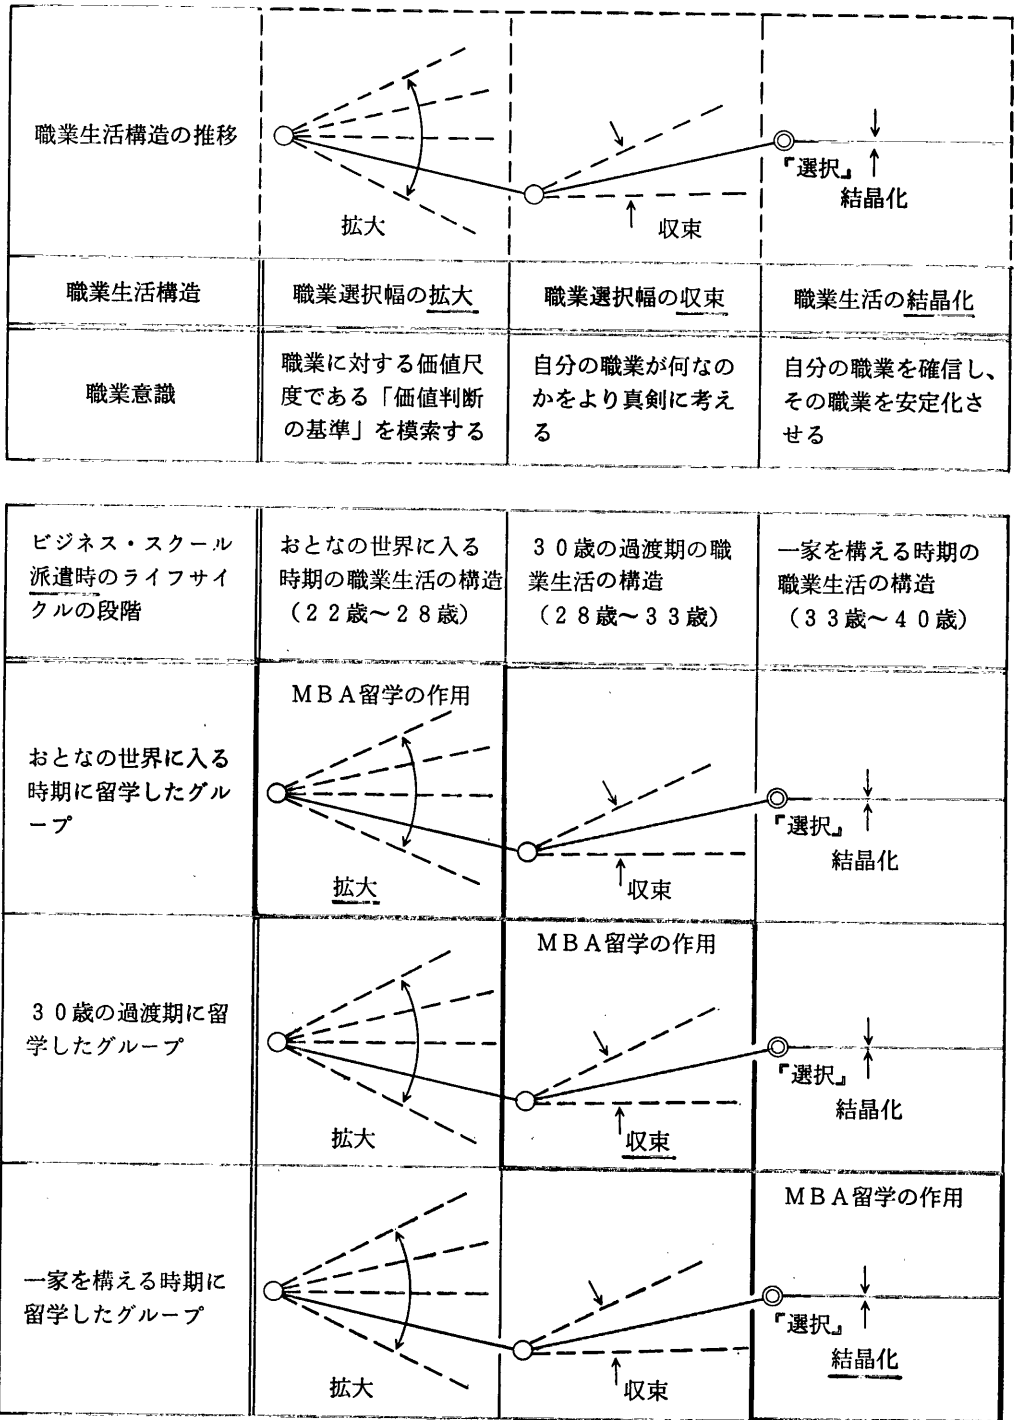 職業生活構造の推移
拡大
収束
『選択』
結晶化
職業生活構造
職業選択幅の拡大
職業選択幅の収束
職業生活の結晶化
職業意識
職業に対する価値尺
度である「価値判断
の基準」を模索する
自分の職業が何なの
かをより真剣に考え
る
自分の職業を確信し、
その職業を安定化さ
せる
ビジネス・スクール
派遣時のライフサイ
クルの段階
おとなの世界に入る
時期の職業生活の構造
(22歳〜28歳)
30歳の過渡期の職
業生活の構造
(28歳〜33歳)
一家を構える時期の
職業生活の構造
(33歳〜40歳)
おとなの世界に入る
時期に留学したグル
ープ
MBA留学の作用
拡大
収束
『選択』
結晶化
30歳の過渡期に留
学したグループ
拡大
MBA留学の作用
収束
『選択』
結晶化
一家を構える時期に
留学したグループ
拡大
収束
MBA留学の作用
『選択』
結晶化